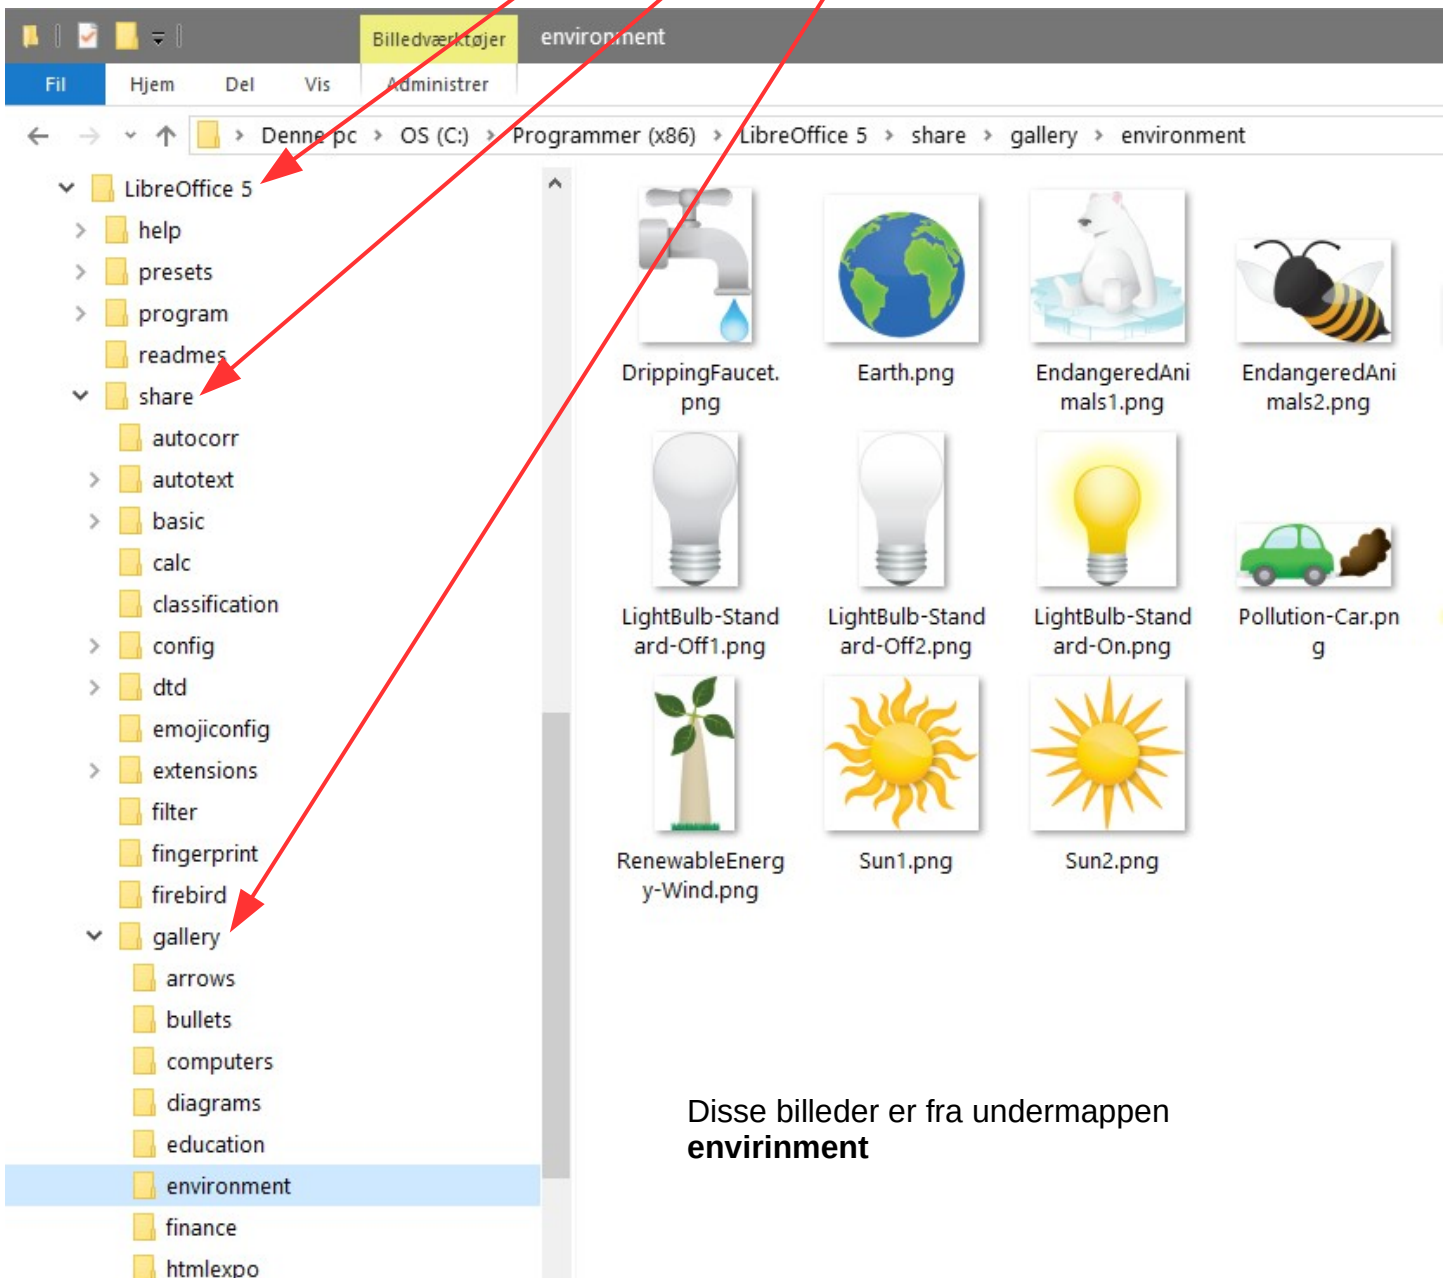 Billedværktøjer environment
Fil Hjem Del Vis Administrer
Denne pc > OS (C:) > Programmer (x86) > LibreOffice 5 > share > gallery > environment
LibreOffice 5
help
presets
program
readmes
share
autocorr
autotext
basic
calc
classification
config
dtd
emojiconfig
extensions
filter
fingerprint
firebird
gallery
arrows
bullets
computers
diagrams
education
environment
finance
htmlexpo
DrippingFaucet.
png
Earth.png
EndangeredAni
mals1.png
EndangeredAni
mals2.png
LightBulb-Stand
ard-Off1.png
LightBulb-Stand
ard-Off2.png
LightBulb-Stand
ard-On.png
Pollution-Car.pn
g
RenewableEnerg
y-Wind.png
Sun1.png
Sun2.png
Disse billeder er fra undermappen
envirinment